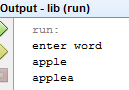 Output - lib (run)
run:
enter word
apple
applea